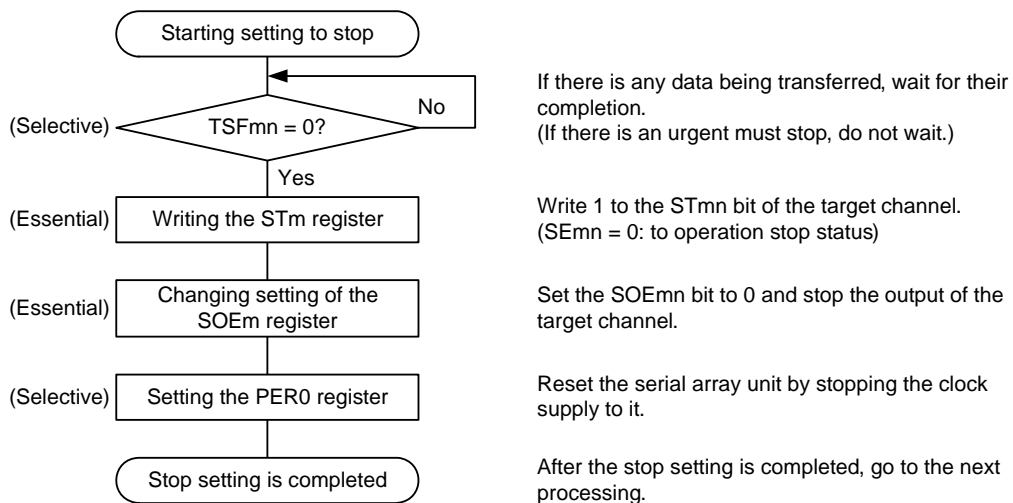 Starting setting to stop
If there is any data being transferred, wait for their
completion.
(If there is an urgent must stop, do not wait.)
(Selective)
TSFmn = 0?
No
Yes
(Essential)
Writing the STm register
Write 1 to the STmn bit of the target channel.
(SEmn = 0: to operation stop status)
(Essential)
Changing setting of the
SOEm register
Set the SOEmn bit to 0 and stop the output of the
target channel.
(Selective)
Setting the PER0 register
Reset the serial array unit by stopping the clock
supply to it.
Stop setting is completed
After the stop setting is completed, go to the next
processing.